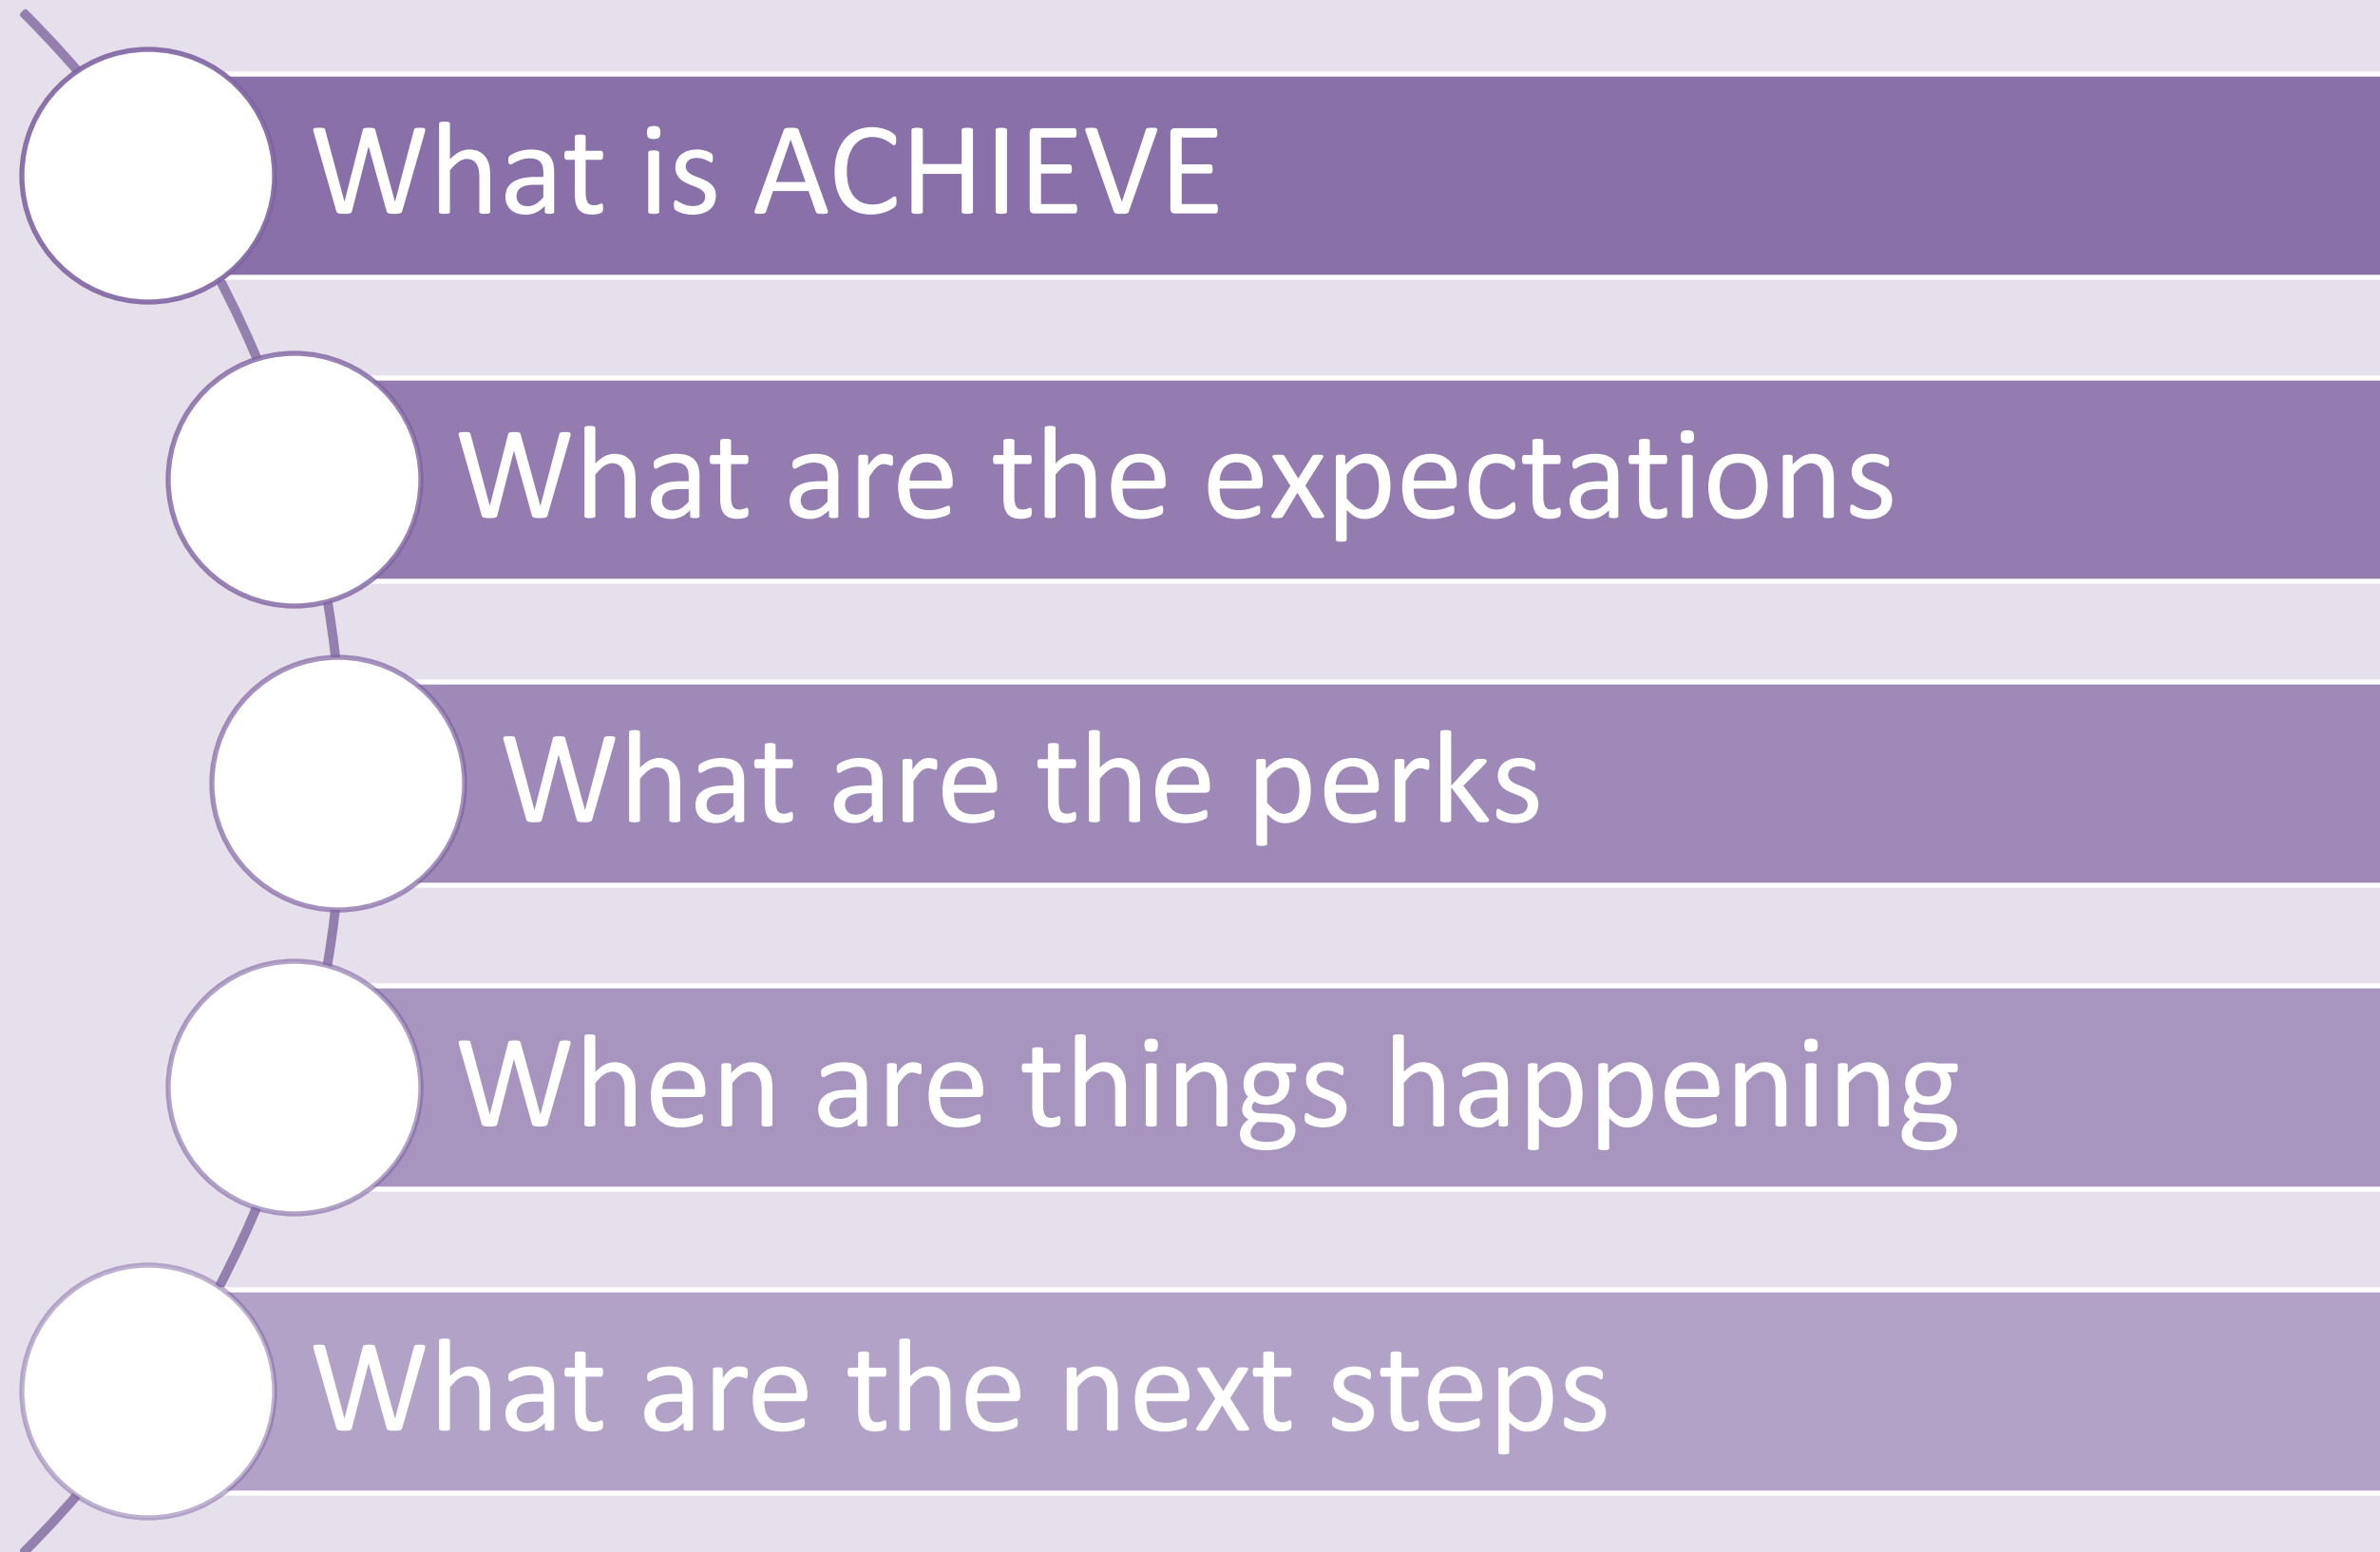 What is ACHIEVE
What are the expectations
What are the perks
When are things happening
What are the next steps